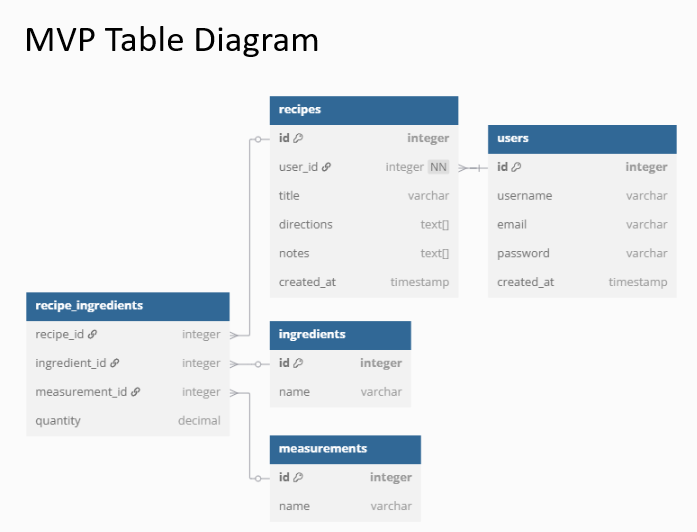 MVP Table Diagram
recipes
id integer
user_id integer NN
title varchar
directions text[]
notes text[]
created_at timestamp
users
id integer
username varchar
email varchar
password varchar
created_at timestamp
recipe_ingredients
recipe_id integer
ingredient_id integer
measurement_id integer
quantity decimal
ingredients
id integer
name varchar
measurements
id integer
name varchar